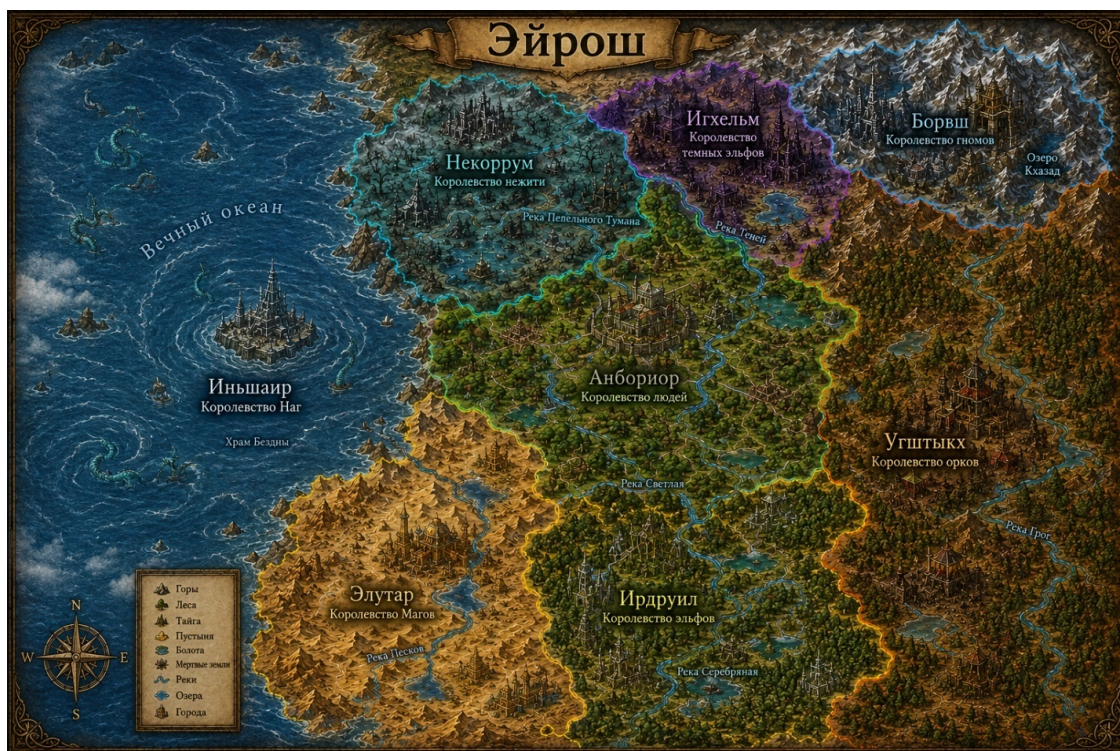 Эйрош
Некоррум
Королевство нежити
Игхельм
Королевство
темных эльфов
Борвш
Королевство гномов
Озеро
Кхазад
Вечный океан
Река Пепельного Тумана
Река Теней
Иньшаир
Королевство Наг
Храм Бездны
Анбориор
Королевство людей
Угштыкх
Королевство орков
Река Светлая
Река Грог
Элутар
Королевство Магов
Река Песков
Ирдруил
Королевство эльфов
Река Серебряная
Горы
Леса
Тайга
Пустыня
Болота
Мертвые земли
Реки
Озера
Города
N
W
E
S